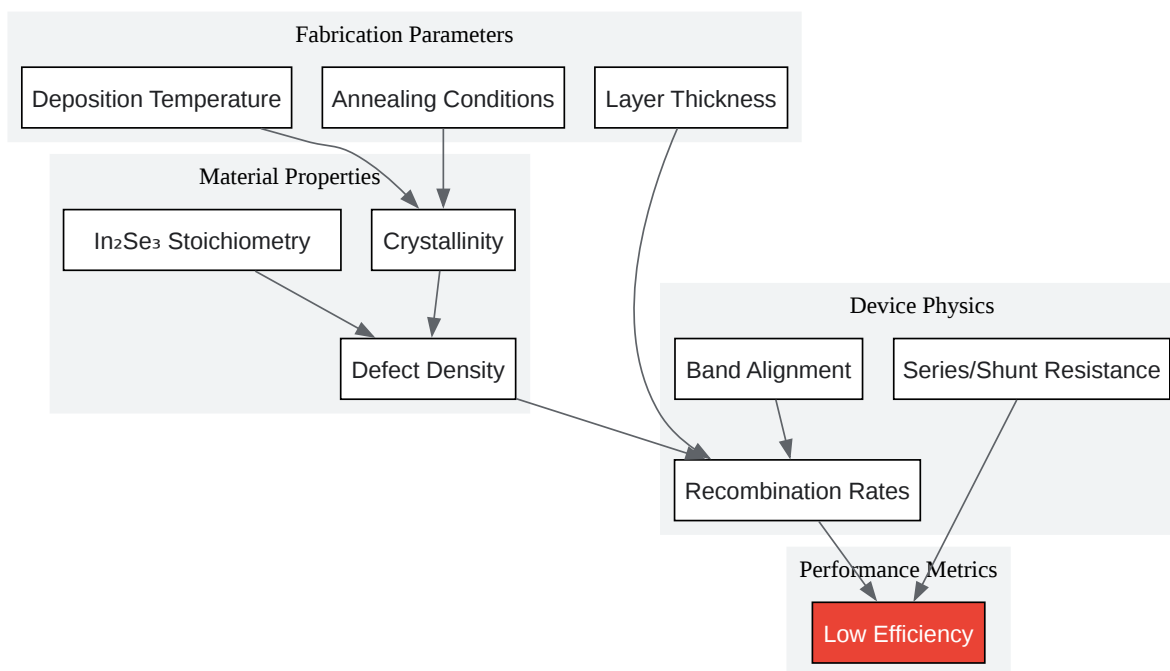 Fabrication Parameters
Deposition Temperature
Annealing Conditions
Layer Thickness
Material Properties
In₂Se₃ Stoichiometry
Crystallinity
Defect Density
Device Physics
Band Alignment
Series/Shunt Resistance
Recombination Rates
Performance Metrics
Low Efficiency